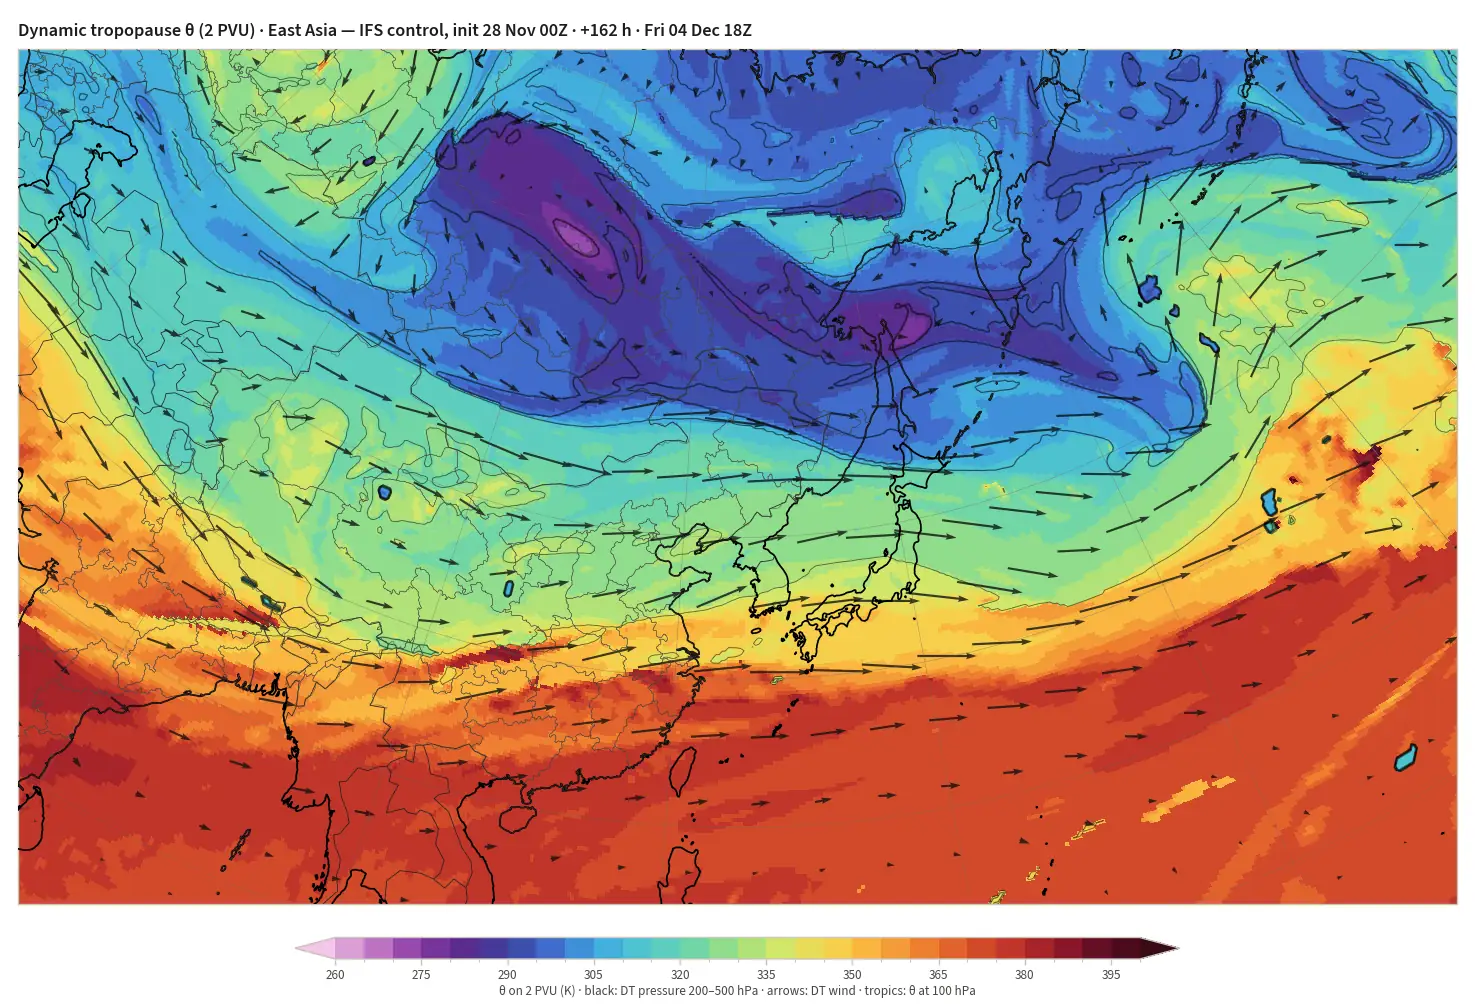 Dynamic tropopause θ (2 PVU) · East Asia — IFS control, init 28 Nov 00Z · +162 h · Fri 04 Dec 18Z
260 275 290 305 320 335 350 365 380 395
θ on 2 PVU (K) · black: DT pressure 200–500 hPa · arrows: DT wind · tropics: θ at 100 hPa